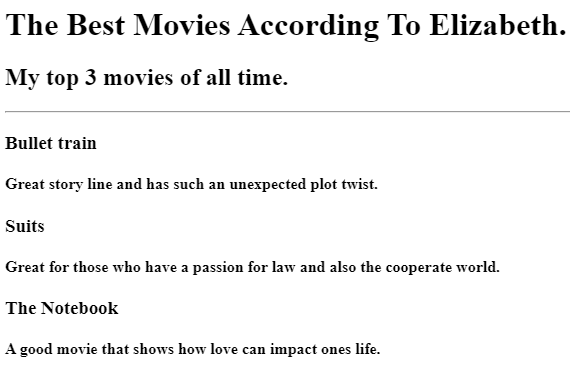 The Best Movies According To Elizabeth.
My top 3 movies of all time.
Bullet train
Great story line and has such an unexpected plot twist.
Suits
Great for those who have a passion for law and also the cooperate world.
The Notebook
A good movie that shows how love can impact ones life.